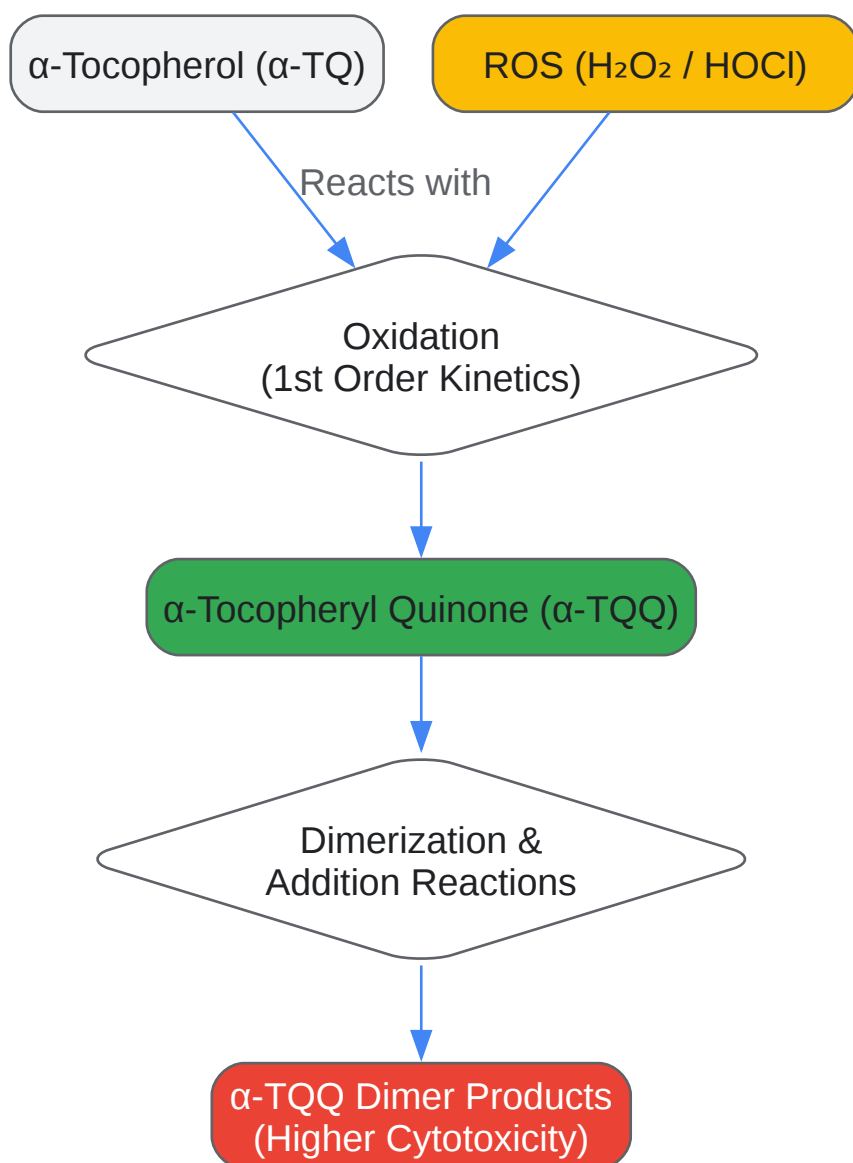 α-Tocopherol (α-TQ)
ROS (H₂O₂ / HOCl)
Reacts with
Oxidation
(1st Order Kinetics)
α-Tocopheryl Quinone (α-TQQ)
Dimerization &
Addition Reactions
α-TQQ Dimer Products
(Higher Cytotoxicity)